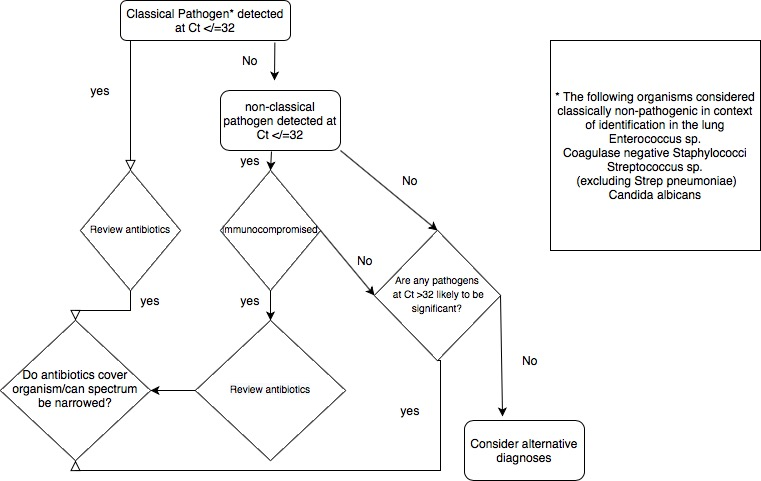 Classical Pathogen* detected
at Ct </=32
No
yes
non-classical
pathogen detected at
Ct </=32
* The following organisms considered
classically non-pathogenic in context
of identification in the lung
Enterococcus sp.
Coagulase negative Staphylococci
Streptococcus sp.
(excluding Strep pneumoniae)
Candida albicans
yes
No
Review antibiotics
immunocompromised
No
Are any pathogens
at Ct >32 likely to be
significant?
yes
yes
No
Do antibiotics cover
organism/can spectrum
be narrowed?
Review antibiotics
yes
Consider alternative
diagnoses